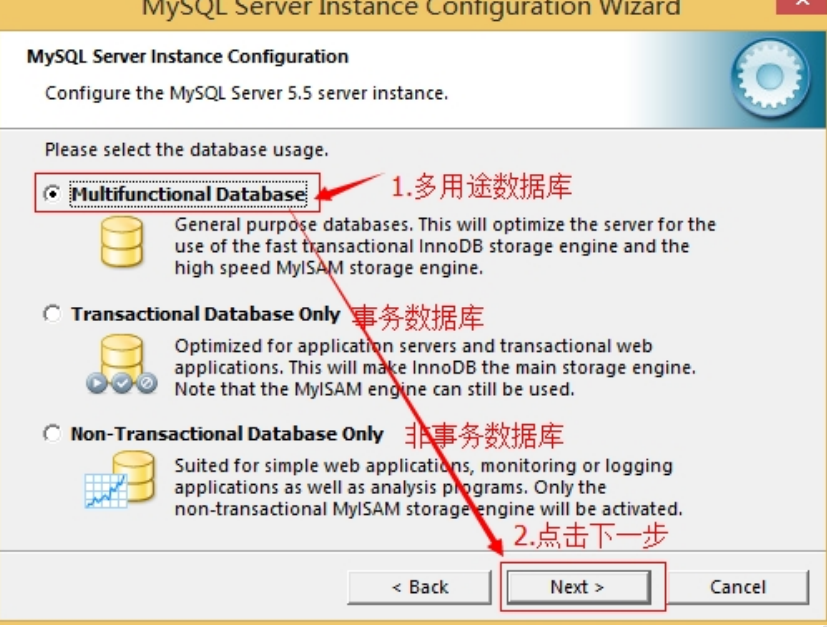 MySQL Server Instance Configuration Wizard
MySQL Server Instance Configuration
Configure the MySQL Server 5.5 server instance.
Please select the database usage.
Multifunctional Database
1.多用途数据库
General purpose databases. This will optimize the server for the
use of the fast transactional InnoDB storage engine and the
high speed MyISAM storage engine.
Transactional Database Only
事务数据库
Optimized for application servers and transactional web
applications. This will make InnoDB the main storage engine.
Note that the MyISAM engine can still be used.
Non-Transactional Database Only
非事务数据库
Suited for simple web applications, monitoring or logging
applications as well as analysis programs. Only the
non-transactional MyISAM storage engine will be activated.
2.点击下一步
< Back
Next >
Cancel